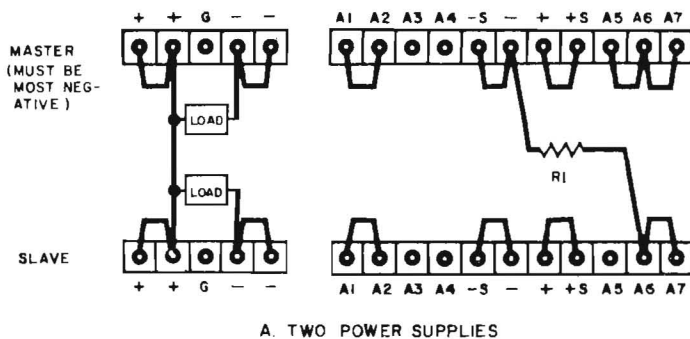 + + G - -
A1 A2 A3 A4 -S - + +S A5 A6 A7
MASTER
(MUST BE
MOST NEG-
ATIVE)
LOAD
R1
LOAD
SLAVE
+ + G - -
A1 A2 A3 A4 -S - + +S A5 A6 A7
A. TWO POWER SUPPLIES